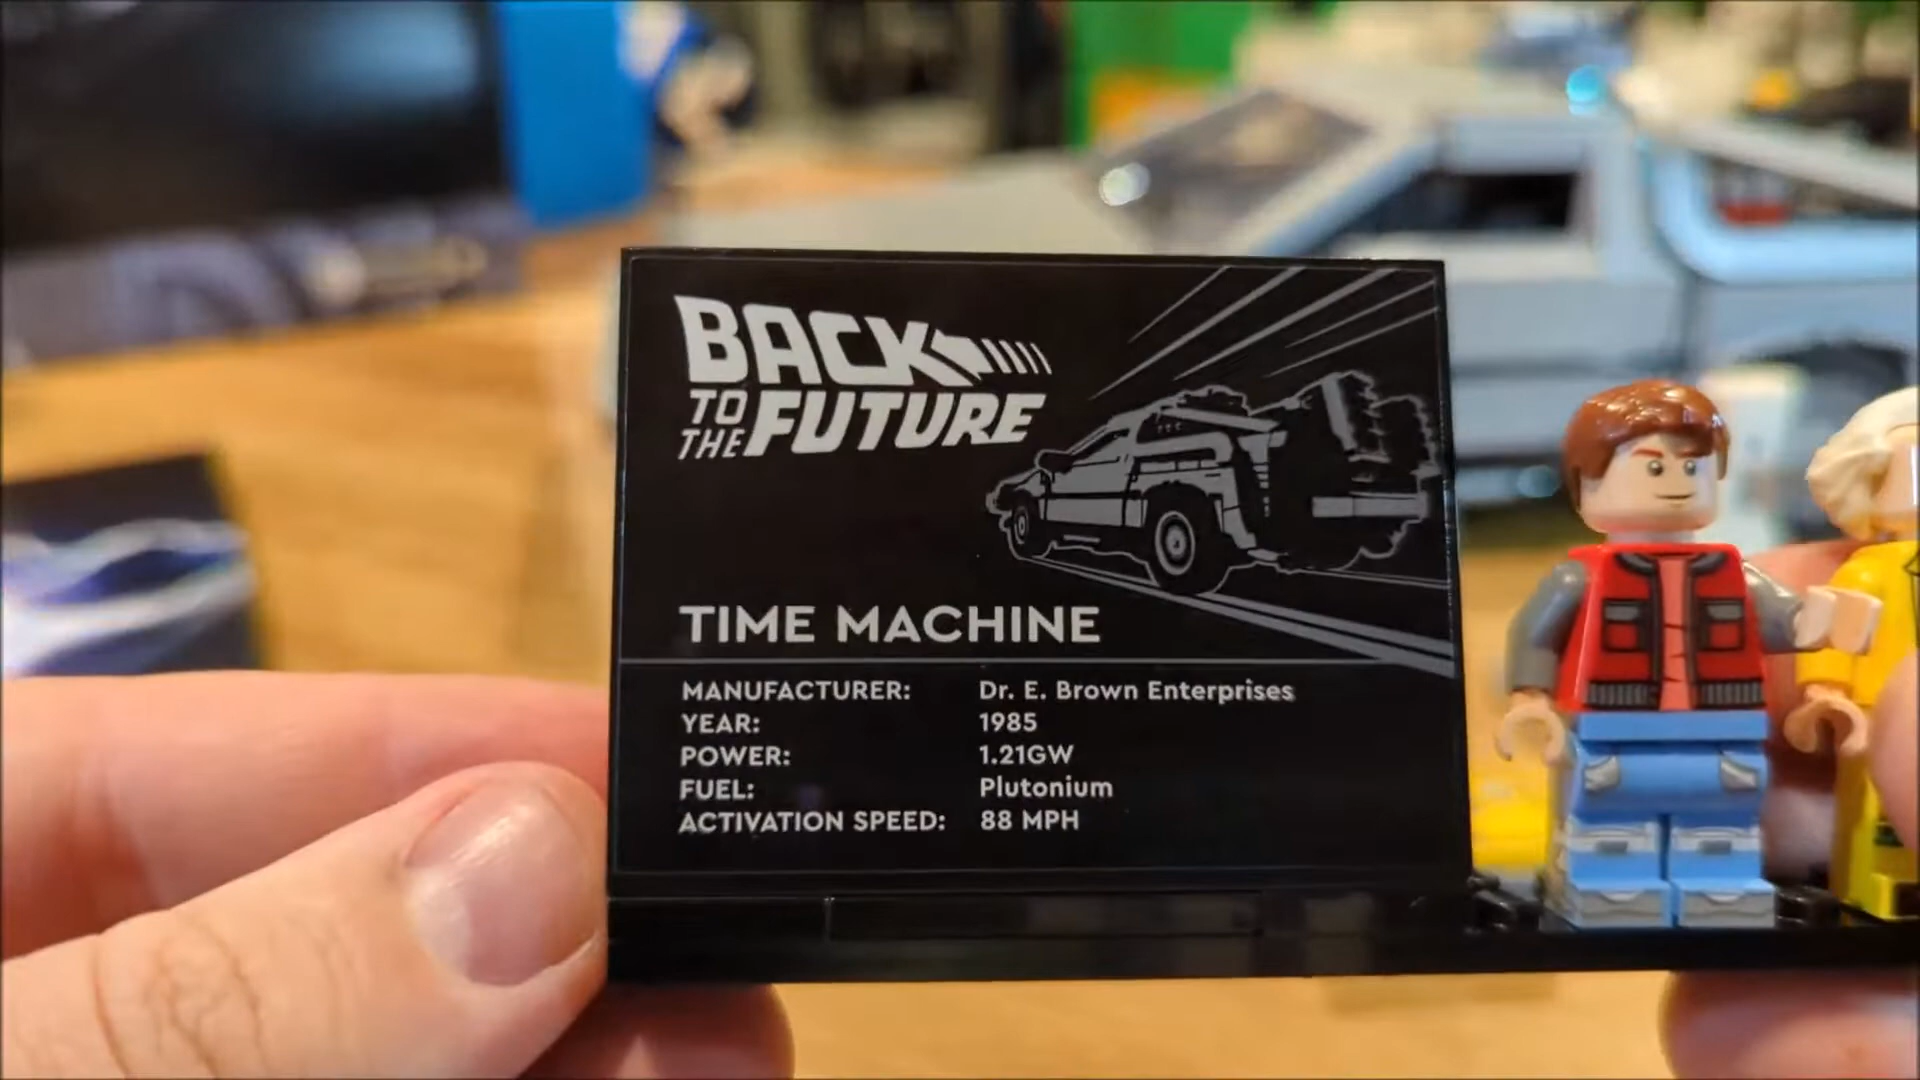 BACK
TO
THE FUTURE
TIME MACHINE
MANUFACTURER: Dr. E. Brown Enterprises
YEAR: 1985
POWER: 1.21GW
FUEL: Plutonium
ACTIVATION SPEED: 88 MPH